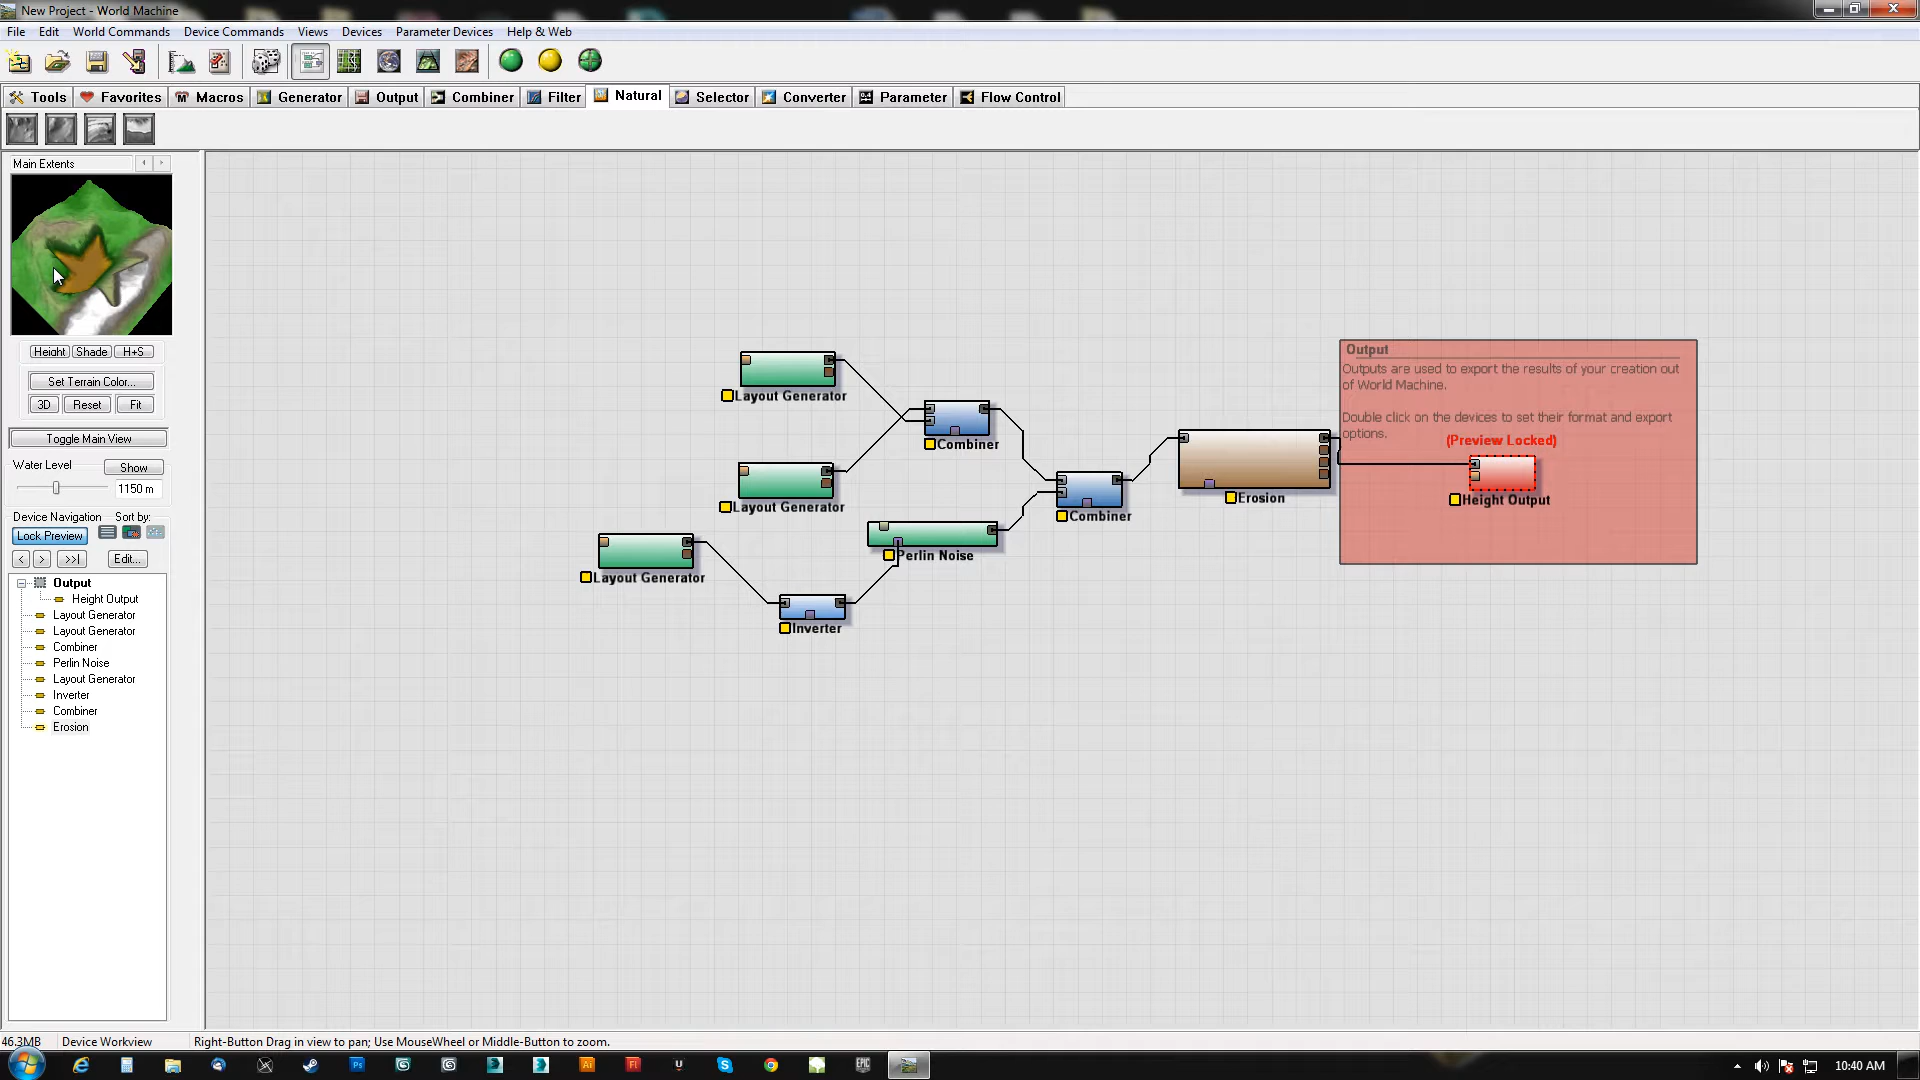 New Project - World Machine
File Edit World Commands Device Commands Views Devices Parameter Devices Help & Web
Tools Favorites Macros Generator Output Combiner Filter Natural Selector Converter Parameter Flow Control
Main Extents
Height Shade H+S
Set Terrain Color...
3D Reset Fit
Toggle Main View
Water Level Show
1150 m
Device Navigation Sort by:
Lock Preview
< > >>| Edit...
Output
Height Output
Layout Generator
Layout Generator
Combiner
Perlin Noise
Layout Generator
Inverter
Combiner
Erosion
Layout Generator
Combiner
Layout Generator
Perlin Noise
Layout Generator
Inverter
Combiner
Erosion
Output
Outputs are used to export the results of your creation out
of World Machine.
Double click on the devices to set their format and export
options.
(Preview Locked)
Height Output
46.3MB Device Workview Right-Button Drag in view to pan; Use MouseWheel or Middle-Button to zoom.
Ps Ai Fl EPIC 10:40 AM